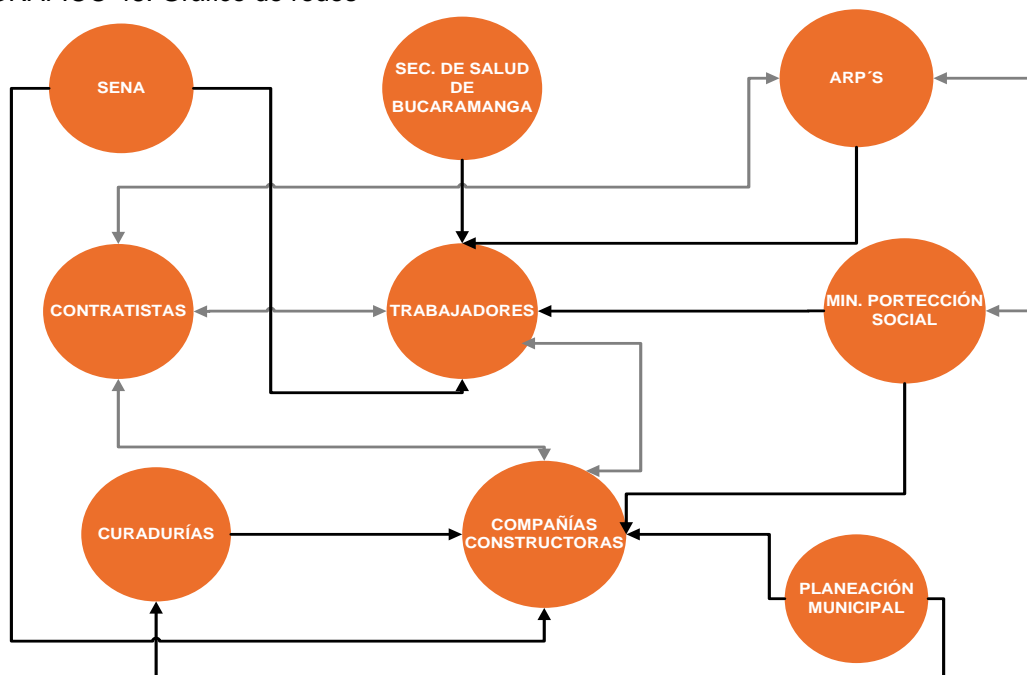 SENA
SEC. DE SALUD
DE
BUCARAMANGA
ARP´S
CONTRATISTAS
TRABAJADORES
MIN. PORTECCIÓN
SOCIAL
CURADURÍAS
COMPAÑÍAS
CONSTRUCTORAS
PLANEACIÓN
MUNICIPAL